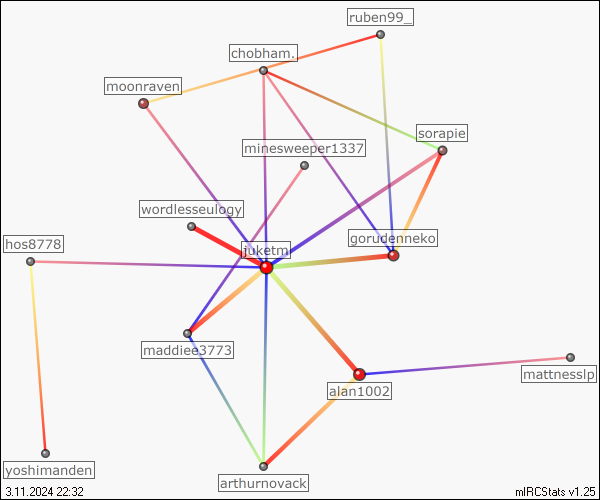 ruben99_
chobham.
moonraven
sorapie
minesweeper1337
wordlesseulogy
gorudenneko
hos8778
juketm
maddiee3773
mattnesslp
alan1002
yoshimanden
arthurnovack
3.11.2024 22:32
mIRCStats v1.25